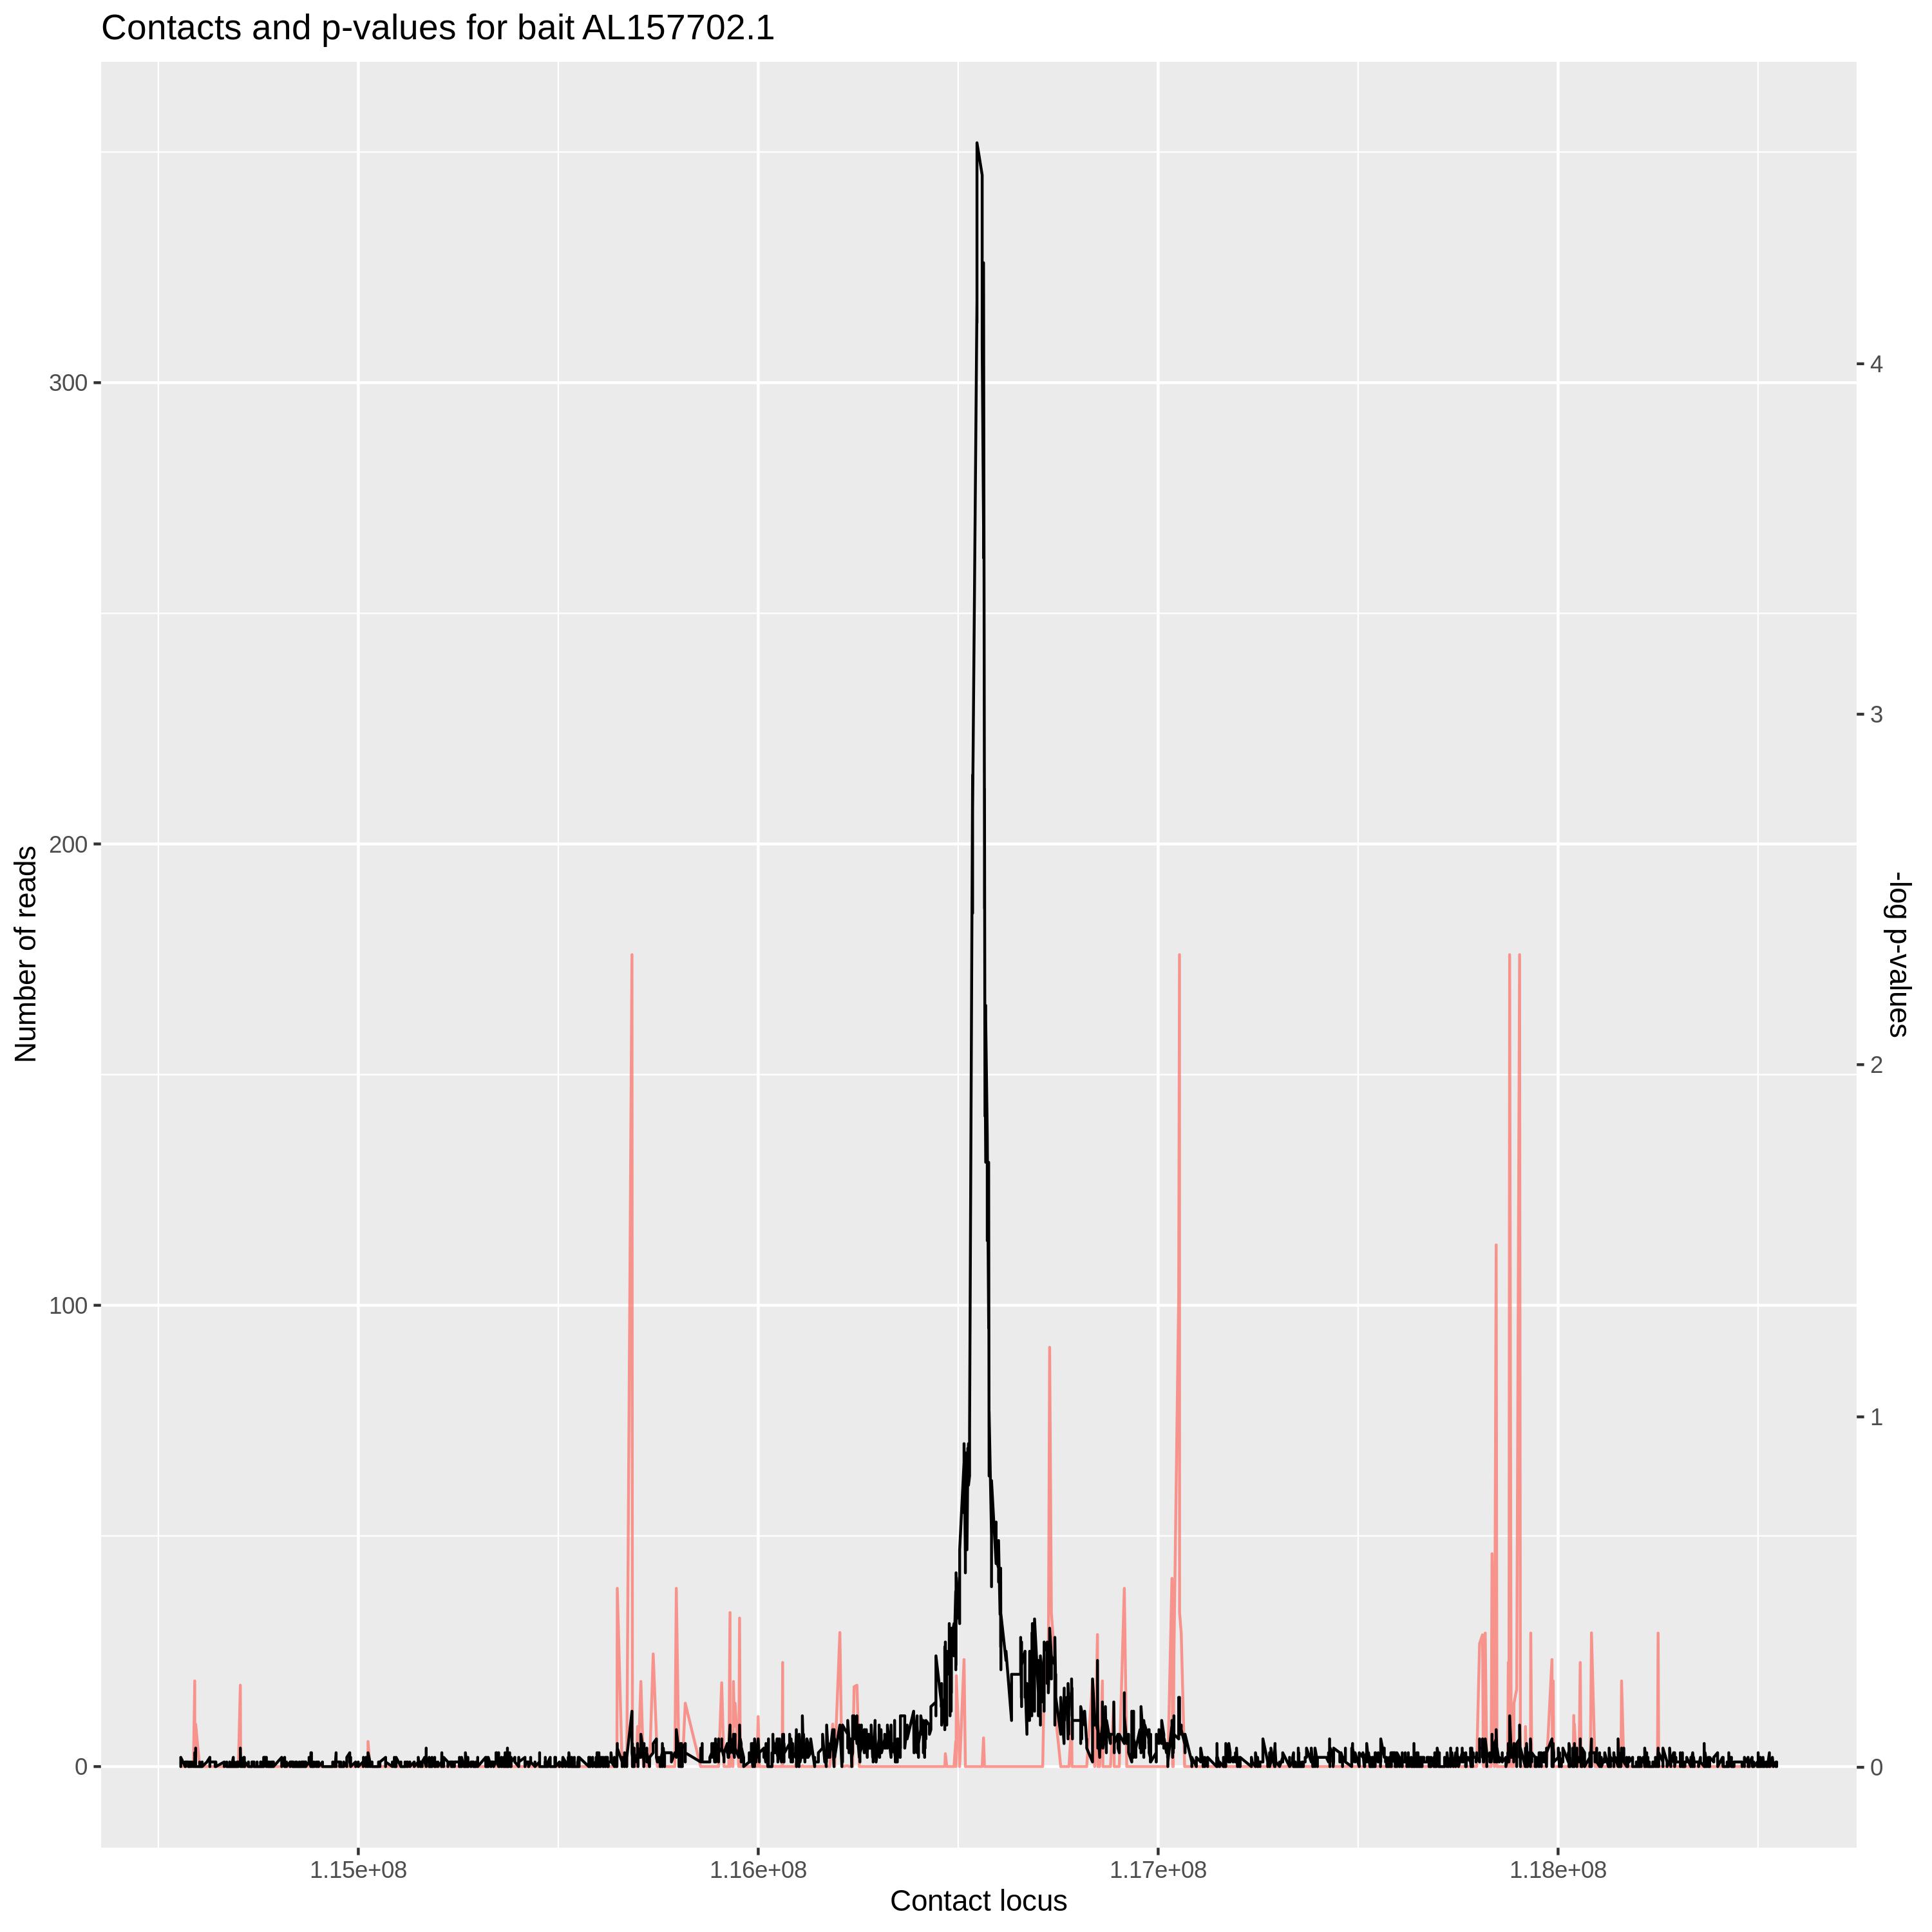 Contacts and p-values for bait AL157702.1
Number of reads
300
200
100
0
4
3
2
1
0
-log p-values
1.15e+08
1.16e+08
1.17e+08
1.18e+08
Contact locus